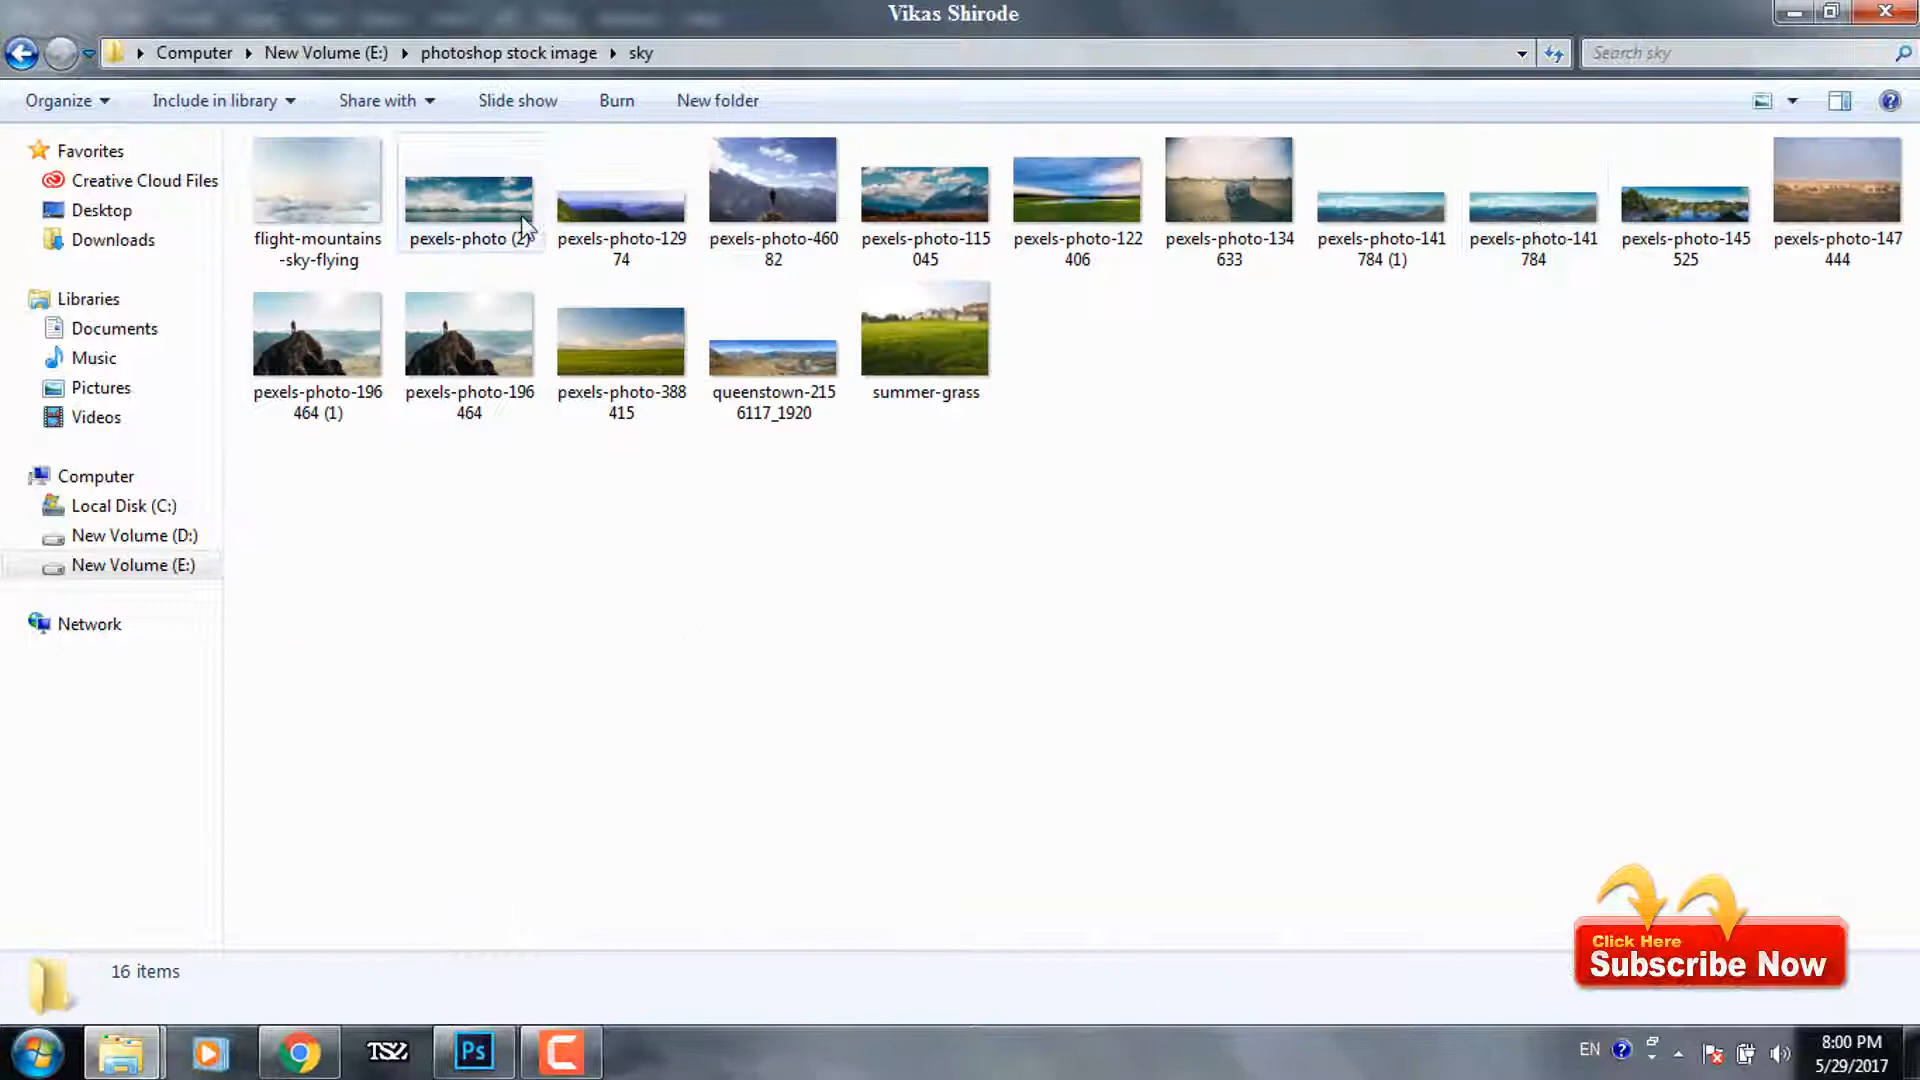 Vikas Shirode
Computer
New Volume (E:)
photoshop stock image
sky
Search sky
Organize
Include in library
Share with
Slide show
Burn
New folder
Favorites
Creative Cloud Files
Desktop
Downloads
Libraries
Documents
Music
Pictures
Videos
Computer
Local Disk (C:)
New Volume (D:)
New Volume (E:)
Network
flight-mountains
-sky-flying
pexels-photo (2)
pexels-photo-129
74
pexels-photo-460
82
pexels-photo-115
045
pexels-photo-122
406
pexels-photo-134
633
pexels-photo-141
784 (1)
pexels-photo-141
784
pexels-photo-145
525
pexels-photo-147
444
pexels-photo-196
464 (1)
pexels-photo-196
464
pexels-photo-388
415
queenstown-215
6117_1920
summer-grass
Click Here
Subscribe Now
16 items
Ps
EN
8:00 PM
5/29/2017